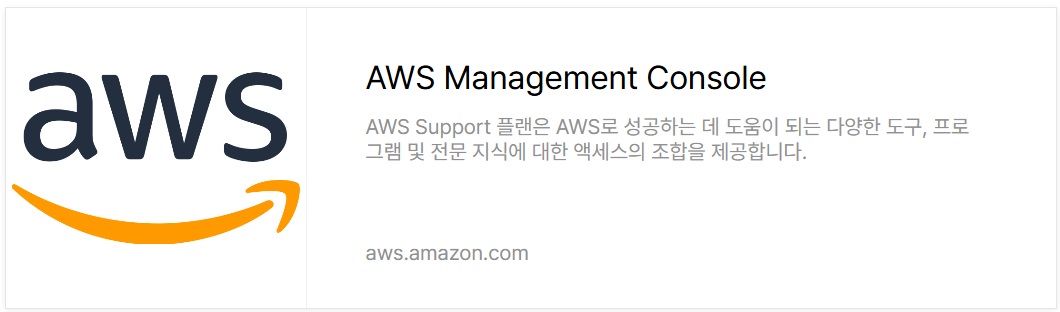 aws
AWS Management Console
AWS Support 플랜은 AWS로 성공하는 데 도움이 되는 다양한 도구, 프로
그램 및 전문 지식에 대한 액세스의 조합을 제공합니다.
aws.amazon.com